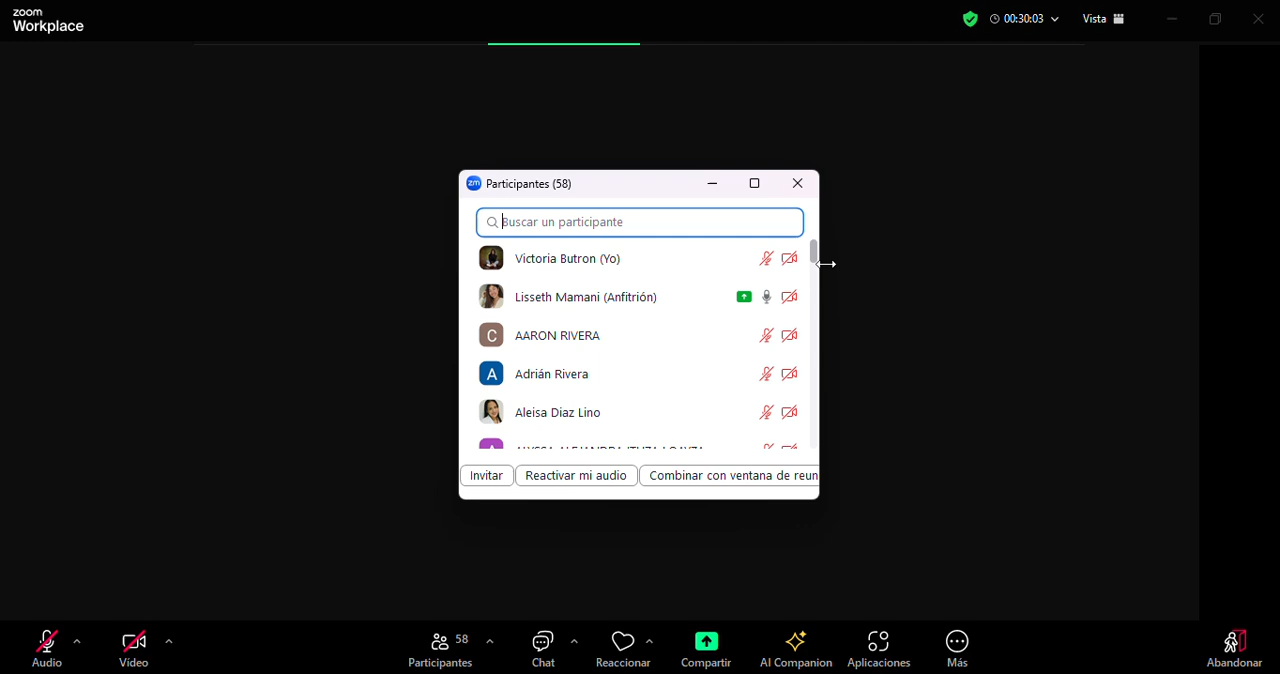 zoom
Workplace
00:30:03
Vista
zm Participantes (58)
Buscar un participante
Victoria Butron (Yo)
Lisseth Mamani (Anfitrión)
C AARON RIVERA
A Adrián Rivera
Aleisa Diaz Lino
Invitar Reactivar mi audio Combinar con ventana de reun
58
Audio Vídeo Participantes Chat Reaccionar Compartir AI Companion Aplicaciones Más Abandonar